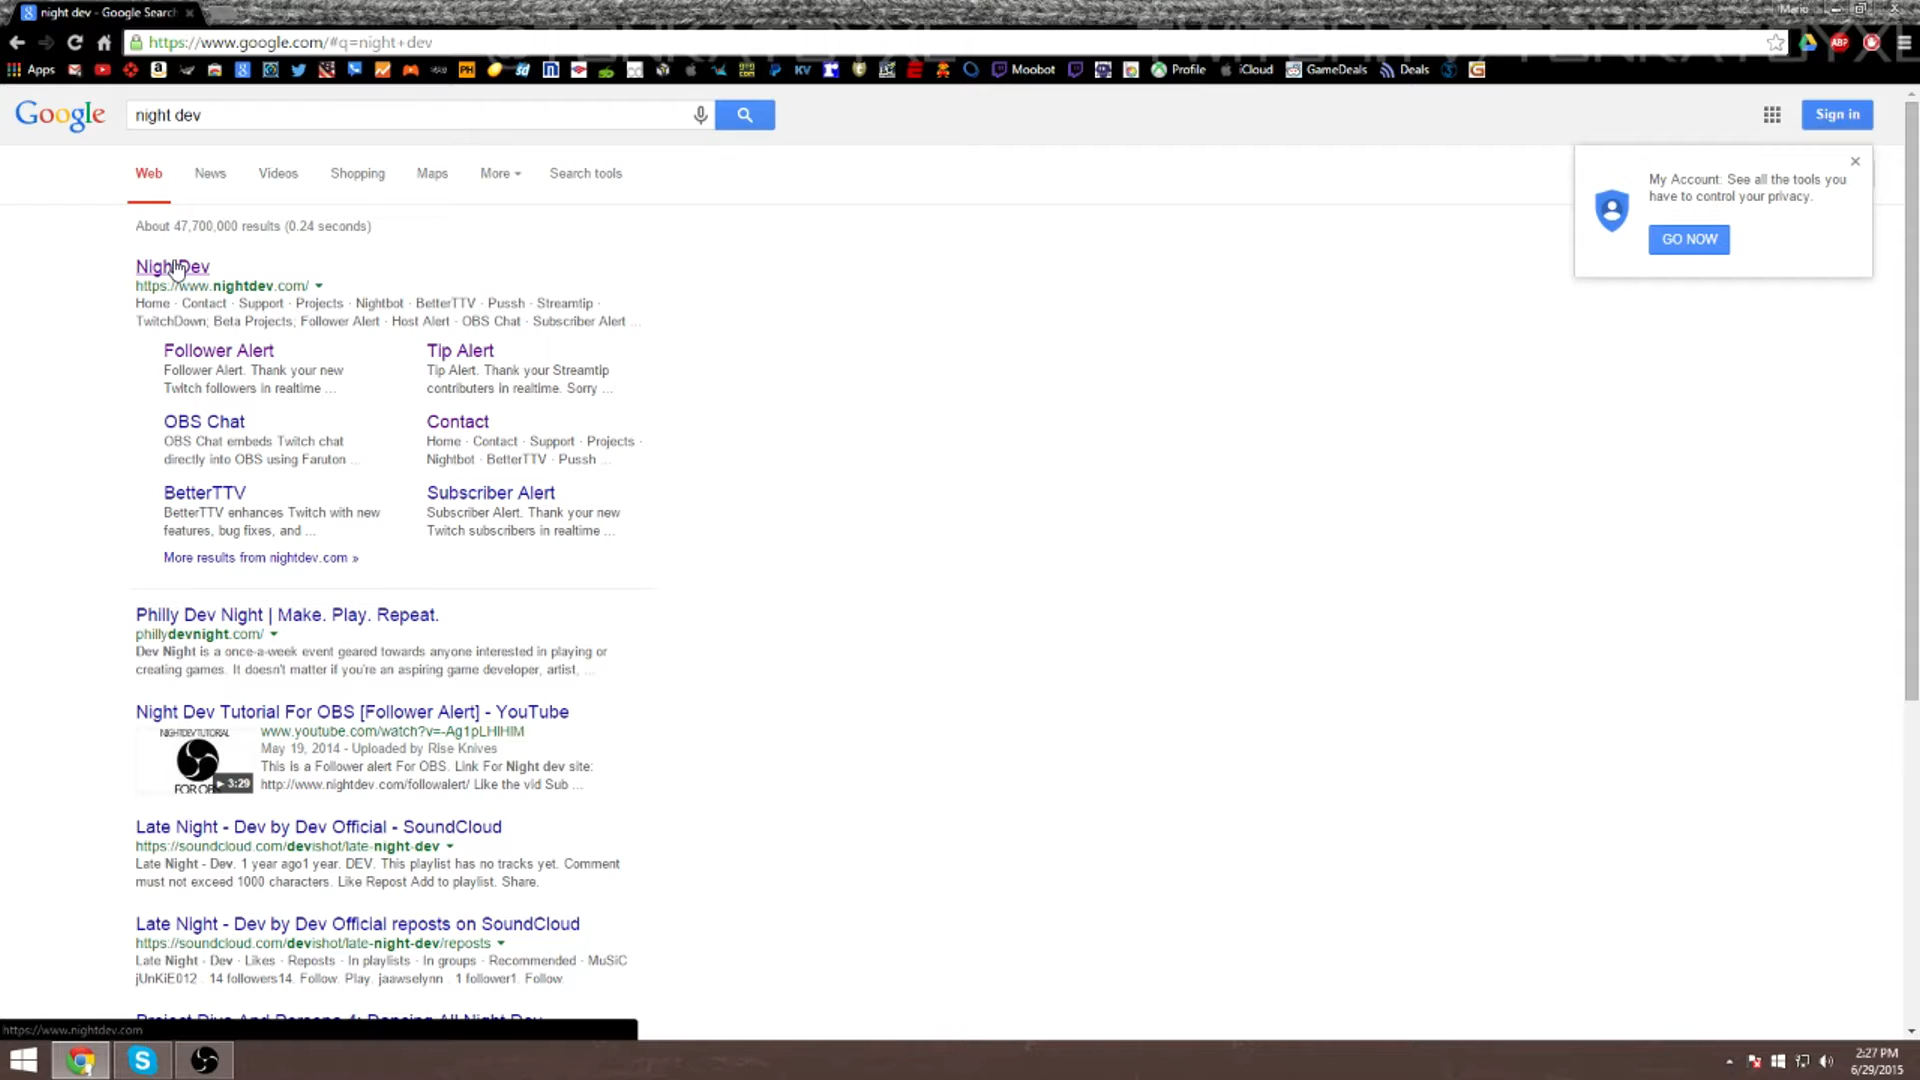 night dev - Google Search
Mario
https://www.google.com/#q=night+dev
Apps
Moobot
Profile
iCloud
GameDeals
Deals
Google
night dev
Sign in
Web
News
Videos
Shopping
Maps
More
Search tools
My Account: See all the tools you
have to control your privacy.
GO NOW
About 47,700,000 results (0.24 seconds)
NightDev
https://www.nightdev.com/
Home · Contact · Support · Projects · Nightbot · BetterTTV · Pussh · Streamtip ·
TwitchDown; Beta Projects; Follower Alert · Host Alert · OBS Chat · Subscriber Alert ...
Follower Alert
Follower Alert. Thank your new
Twitch followers in realtime ...
Tip Alert
Tip Alert. Thank your Streamtip
contributers in realtime. Sorry ...
OBS Chat
OBS Chat embeds Twitch chat
directly into OBS using Faruton ...
Contact
Home · Contact · Support · Projects ·
Nightbot · BetterTTV · Pussh ...
BetterTTV
BetterTTV enhances Twitch with new
features, bug fixes, and ...
Subscriber Alert
Subscriber Alert. Thank your new
Twitch subscribers in realtime ...
More results from nightdev.com »
Philly Dev Night | Make. Play. Repeat.
phillydevnight.com/
Dev Night is a once-a-week event geared towards anyone interested in playing or
creating games. It doesn't matter if you're an aspiring game developer, artist, ...
Night Dev Tutorial For OBS [Follower Alert] - YouTube
NIGHTDEV TUTORIAL
FOR OB
3:29
www.youtube.com/watch?v=-Ag1pLHIHIM
May 19, 2014 - Uploaded by Rise Knives
This is a Follower alert For OBS. Link For Night dev site:
http://www.nightdev.com/followalert/ Like the vid Sub ...
Late Night - Dev by Dev Official - SoundCloud
https://soundcloud.com/devishot/late-night-dev
Late Night - Dev. 1 year ago1 year. DEV. This playlist has no tracks yet. Comment
must not exceed 1000 characters. Like Repost Add to playlist. Share.
Late Night - Dev by Dev Official reposts on SoundCloud
https://soundcloud.com/devishot/late-night-dev/reposts
Late Night - Dev · Likes · Reposts · In playlists · In groups · Recommended · MuSiC
jUnKiE012 . 14 followers14. Follow. Play. jaawselynn . 1 follower1. Follow.
Project Diva And Persona 4: Dancing All Night Dev
https://www.nightdev.com
2:27 PM
6/29/2015